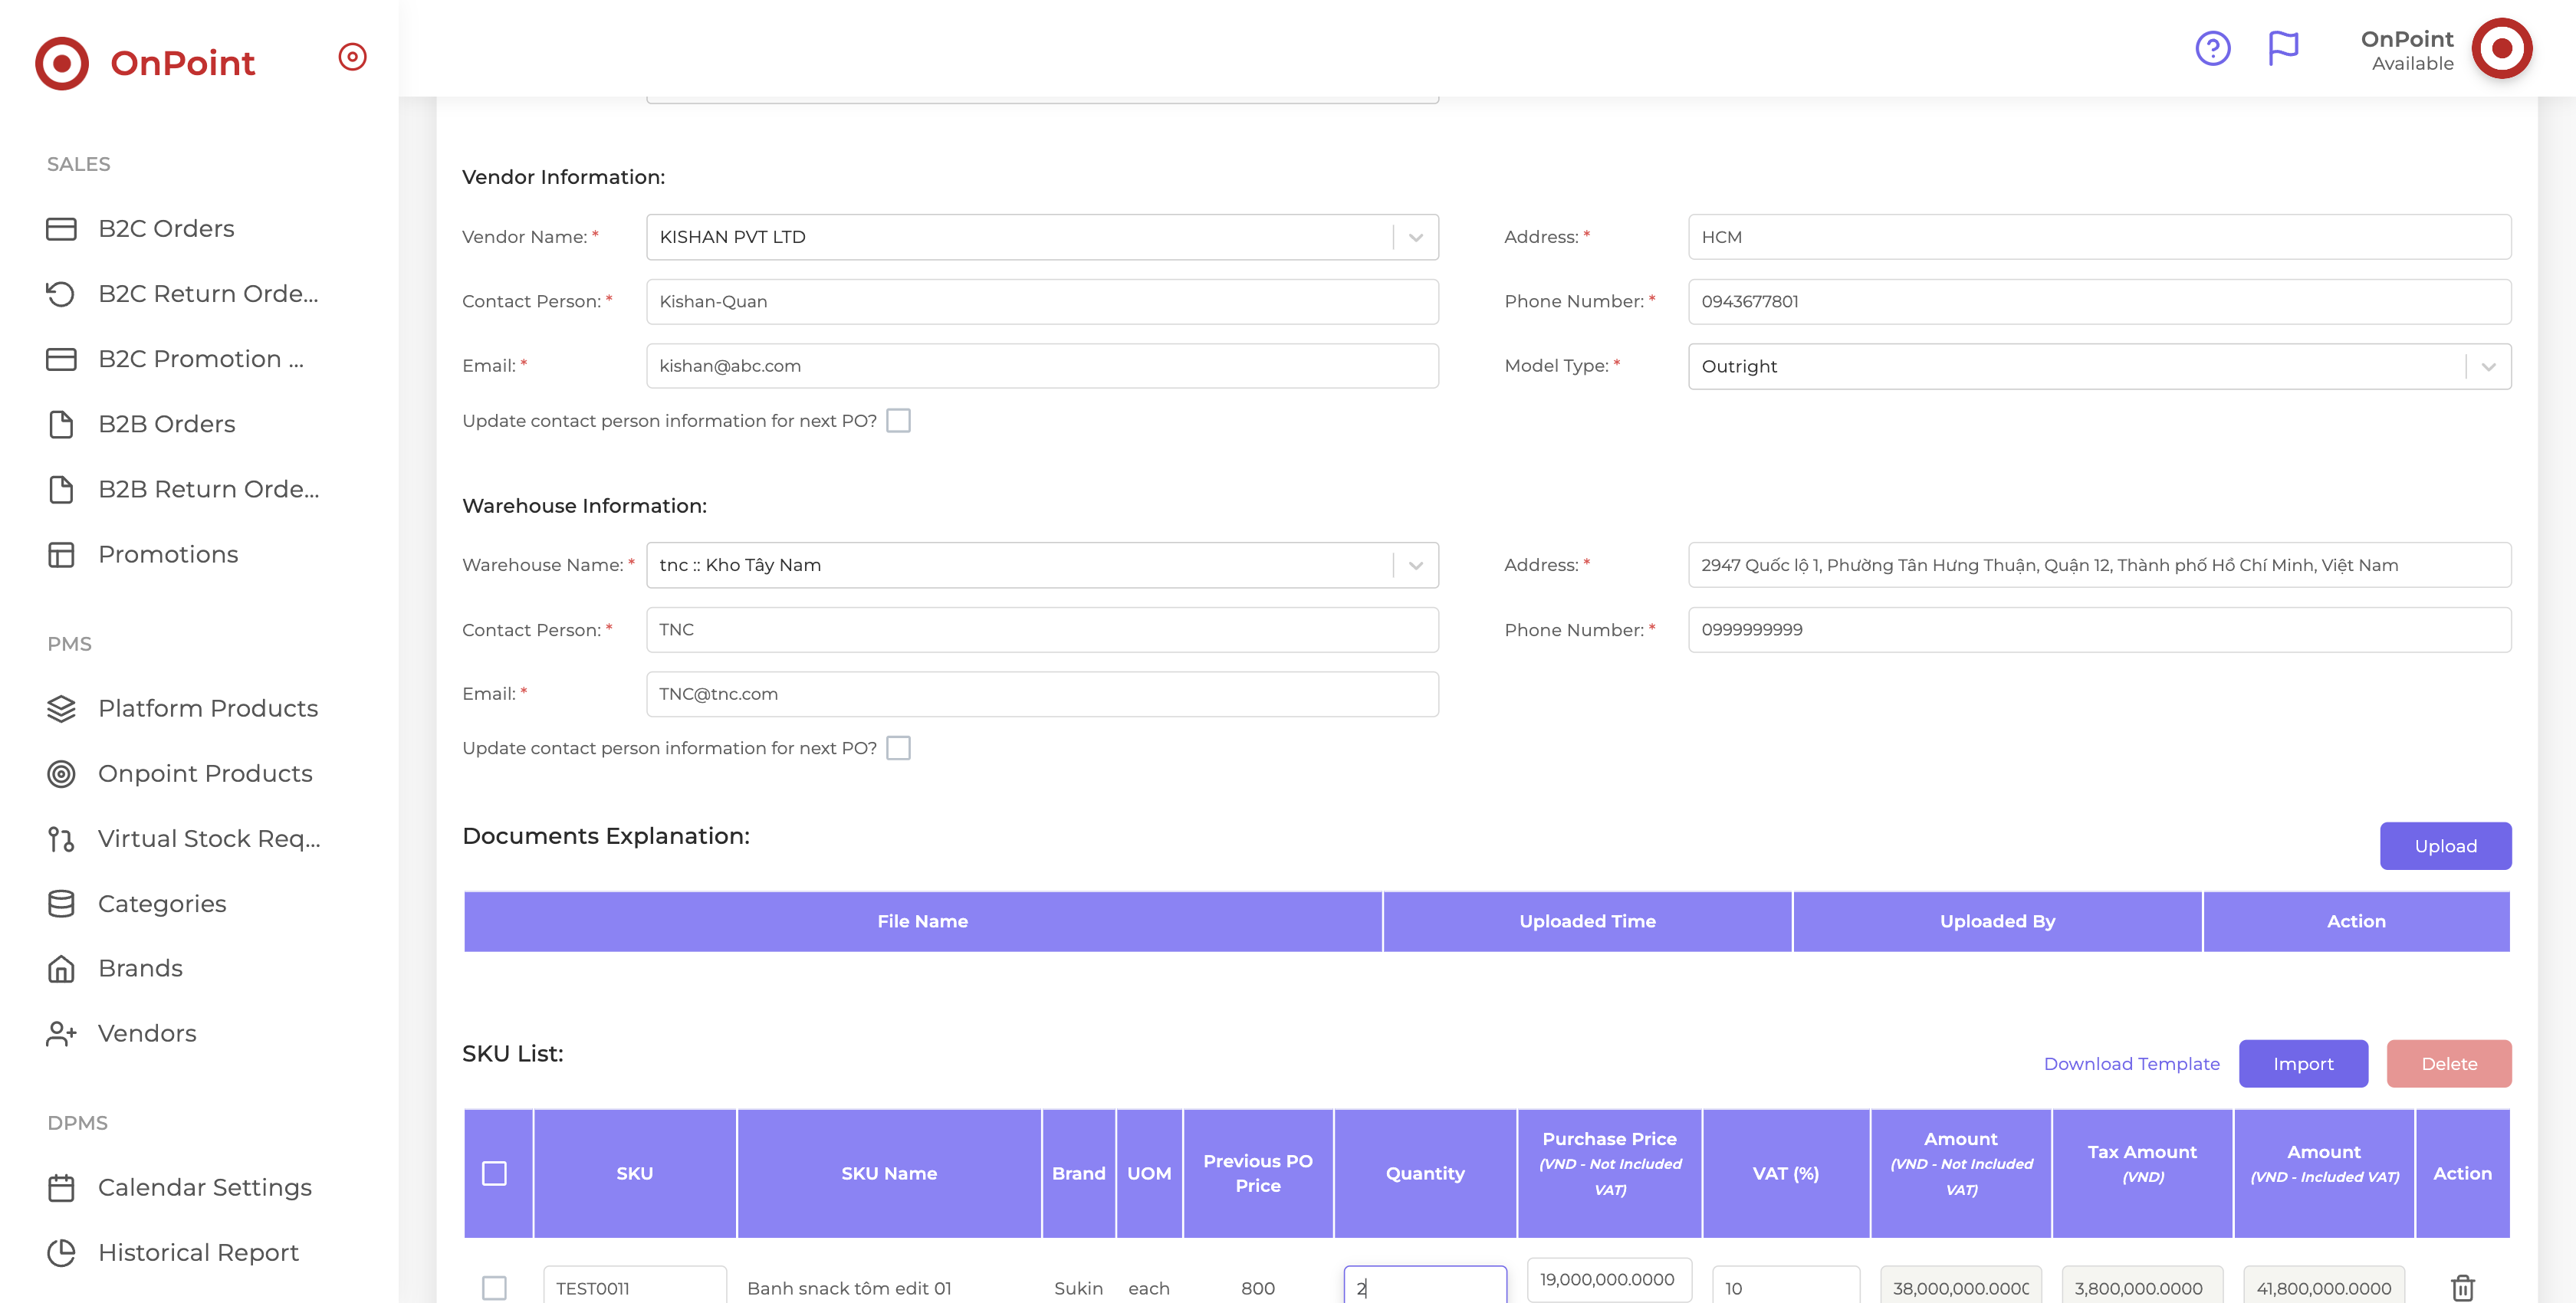 OnPoint
OnPoint
Available
SALES
B2C Orders
B2C Return Orde...
B2C Promotion ...
B2B Orders
B2B Return Orde...
Promotions
PMS
Platform Products
Onpoint Products
Virtual Stock Req...
Categories
Brands
Vendors
DPMS
Calendar Settings
Historical Report
Vendor Information:
Vendor Name: * KISHAN PVT LTD Address: * HCM
Contact Person: * Kishan-Quan Phone Number: * 0943677801
Email: * kishan@abc.com Model Type: * Outright
Update contact person information for next PO?
Warehouse Information:
Warehouse Name: * tnc :: Kho Tây Nam Address: * 2947 Quốc lộ 1, Phường Tân Hưng Thuận, Quận 12, Thành phố Hồ Chí Minh, Việt Nam
Contact Person: * TNC Phone Number: * 0999999999
Email: * TNC@tnc.com
Update contact person information for next PO?
Documents Explanation:
Upload
File Name Uploaded Time Uploaded By Action
SKU List:
Download Template Import Delete
SKU SKU Name Brand UOM Previous PO Price Quantity Purchase Price (VND - Not Included VAT) VAT (%) Amount (VND - Not Included VAT) Tax Amount (VND) Amount (VND - Included VAT) Action
TEST0011 Banh snack tôm edit 01 Sukin each 800 2 19,000,000.0000 10 38,000,000.000 3,800,000.0000 41,800,000.0000